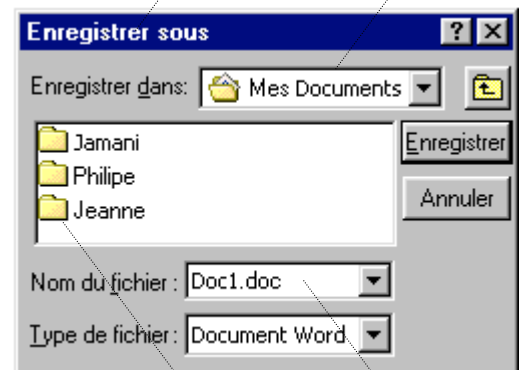 Enregistrer sous
Enregistrer dans: Mes Documents
Jamani
Philipe
Jeanne
Enregistrer
Annuler
Nom du fichier : Doc1.doc
Type de fichier : Document Word